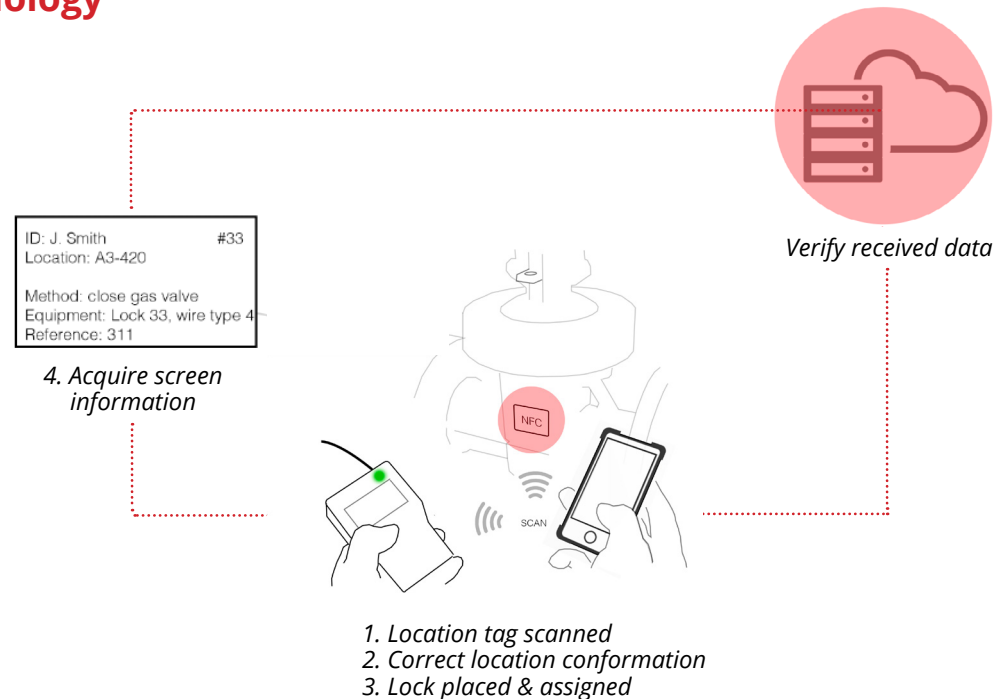 ID: J. Smith #33
Location: A3-420
Method: close gas valve
Equipment: Lock 33, wire type 4
Reference: 311
4. Acquire screen
information
Verify received data
NFC
SCAN
1. Location tag scanned
2. Correct location conformation
3. Lock placed & assigned